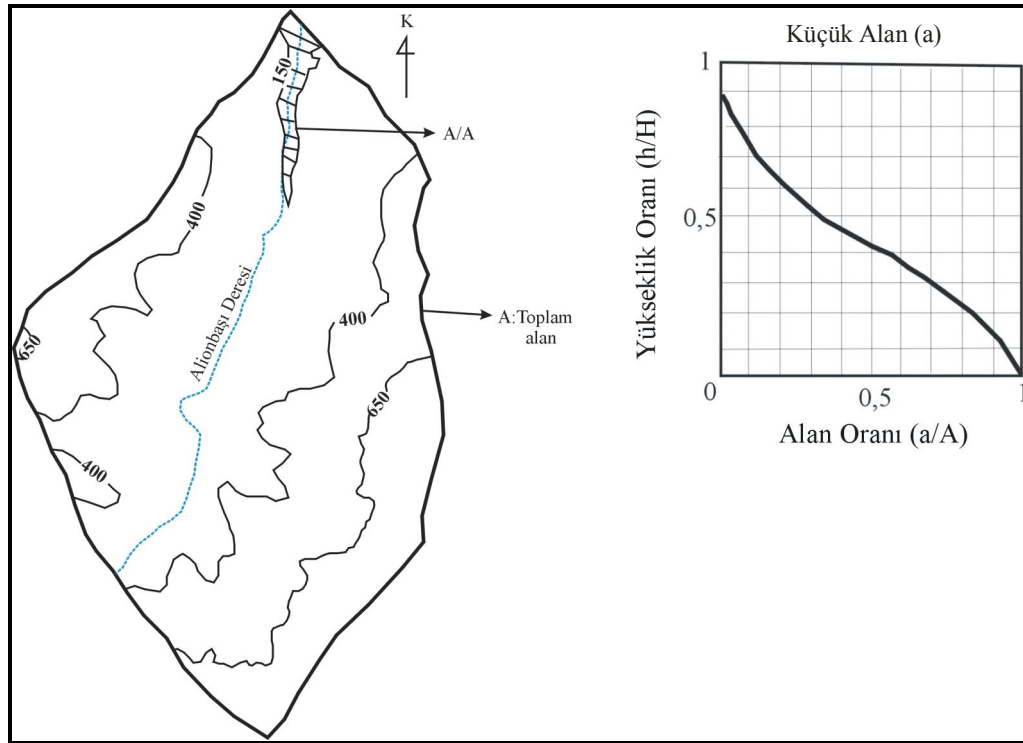 K
150
A/A
400
Alionbaşı Deresi
400
650
A:Toplam
alan
650
400
Küçük Alan (a)
1
Yükseklik Oranı (h/H)
0,5
0
0,5
1
Alan Oranı (a/A)